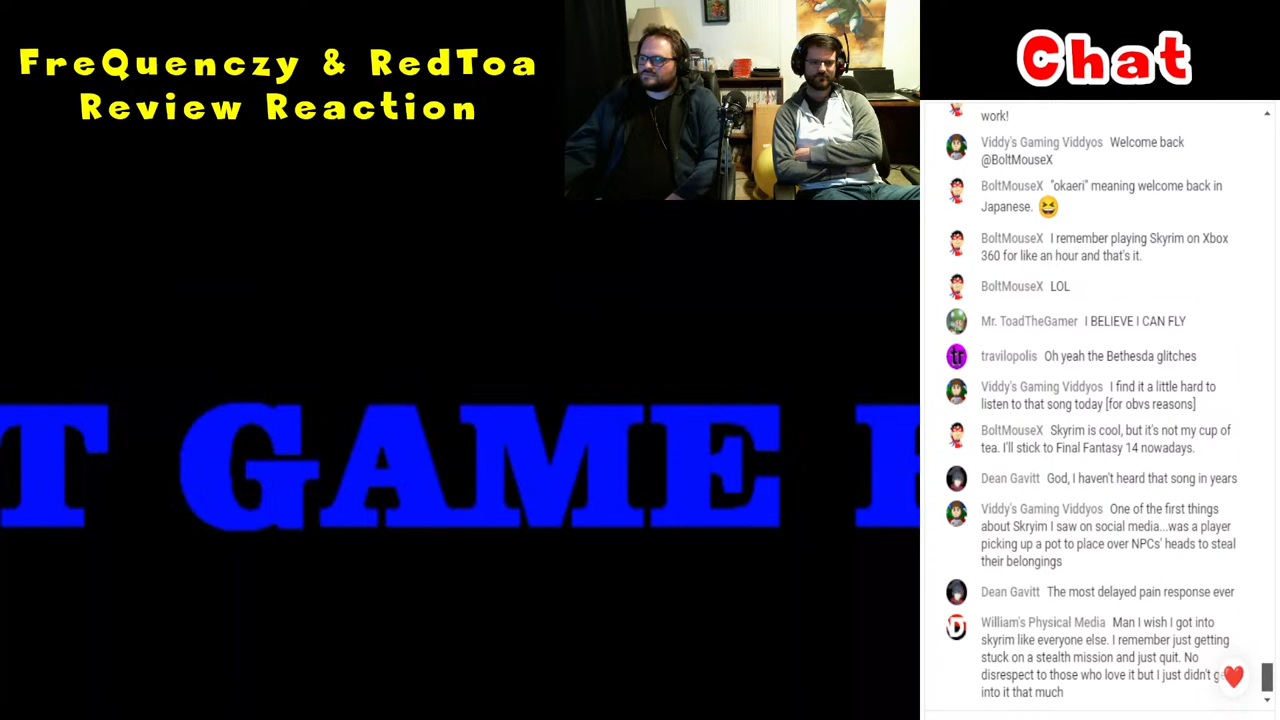 FreQuenczy & RedToa
Review Reaction
Chat
work!
Viddy's Gaming Viddyos Welcome back
@BoltMouseX
BoltMouseX "okaeri" meaning welcome back in
Japanese. 😆
BoltMouseX I remember playing Skyrim on Xbox
360 for like an hour and that's it.
BoltMouseX LOL
Mr. ToadTheGamer I BELIEVE I CAN FLY
tr travilopolis Oh yeah the Bethesda glitches
Viddy's Gaming Viddyos I find it a little hard to
listen to that song today [for obvs reasons]
BoltMouseX Skyrim is cool, but it's not my cup of
tea. I'll stick to Final Fantasy 14 nowadays.
Dean Gavitt God, I haven't heard that song in years
Viddy's Gaming Viddyos One of the first things
about Skryim I saw on social media...was a player
picking up a pot to place over NPCs' heads to steal
their belongings
Dean Gavitt The most delayed pain response ever
William's Physical Media Man I wish I got into
skyrim like everyone else. I remember just getting
stuck on a stealth mission and just quit. No
disrespect to those who love it but I just didn't
into it that much
T GAME